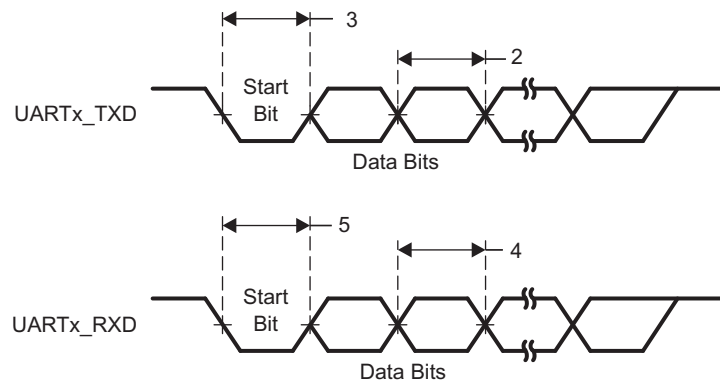 3
2
UARTx_TXD
Start
Bit
Data Bits
5
4
UARTx_RXD
Start
Bit
Data Bits